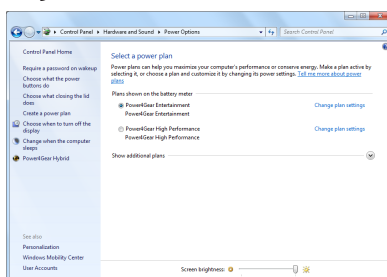 Control Panel
Hardware and Sound
Power Options
Search Control Panel
Control Panel Home
Require a password on wakeup
Choose what the power
buttons do
Choose what closing the lid
does
Create a power plan
Choose when to turn off the
display
Change when the computer
sleeps
Power4Gear Hybrid
See also
Personalization
Windows Mobility Center
User Accounts
Select a power plan
Power plans can help you maximize your computer's performance or conserve energy. Make a plan active by
selecting it, or choose a plan and customize it by changing its power settings. Tell me more about power
plans
Plans shown on the battery meter
Power4Gear Entertainment Change plan settings
Power4Gear Entertainment
Power4Gear High Performance Change plan settings
Power4Gear High Performance
Show additional plans
Screen brightness: